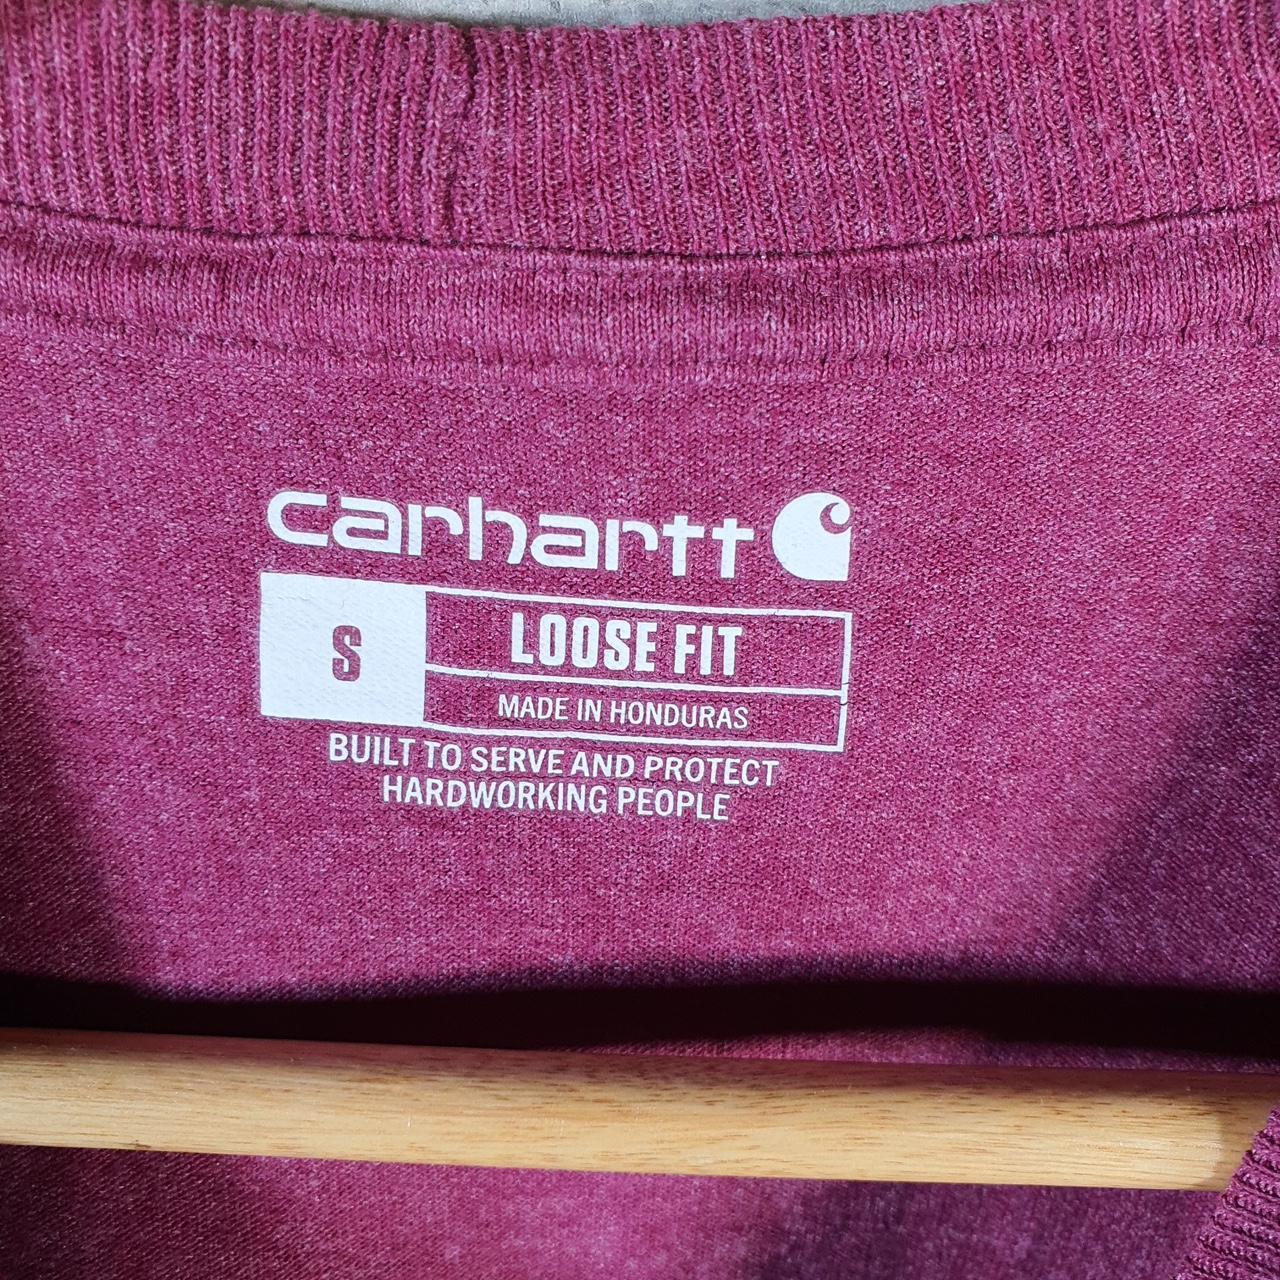 carhartt
S
LOOSE FIT
MADE IN HONDURAS
BUILT TO SERVE AND PROTECT
HARDWORKING PEOPLE